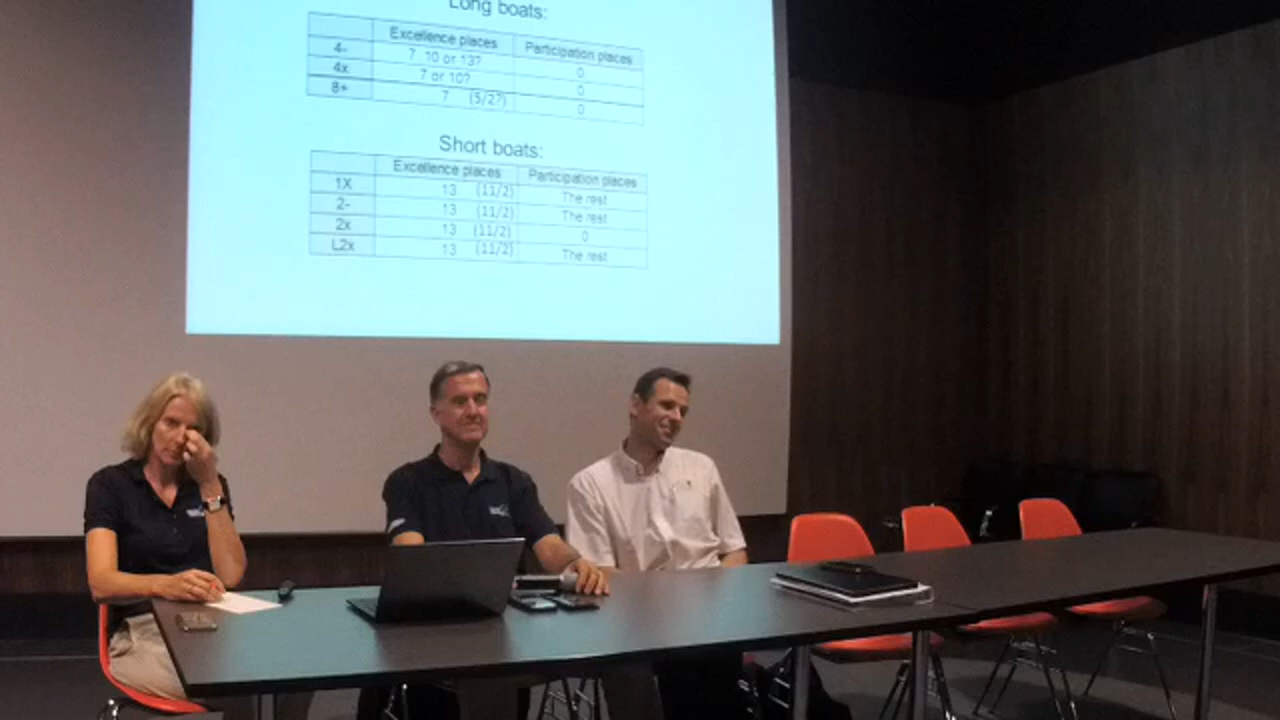 Long boats:
Excellence places Participation places
4- 7 10 or 13? 0
4x 7 or 10? 0
8+ 7 (5/2?) 0
Short boats:
Excellence places Participation places
1X 13 (11/2) The rest
2- 13 (11/2) The rest
2x 13 (11/2) 0
L2x 13 (11/2) The rest